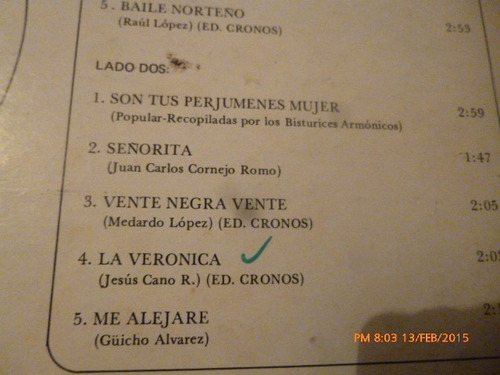 5. BAILE NORTEÑO
(Raúl López) (ED. CRONOS) 2:53
LADO DOS:
1. SON TUS PERJUMENES MUJER 2:59
(Popular-Recopiladas por los Bisturices Armónicos)
2. SEÑORITA 1:47
(Juan Carlos Cornejo Romo)
3. VENTE NEGRA VENTE 2:05
(Medardo López) (ED. CRONOS)
4. LA VERONICA
(Jesús Cano R.) (ED. CRONOS)
5. ME ALEJARE
(Güicho Alvarez)
PM 8:03 13/FEB/2015